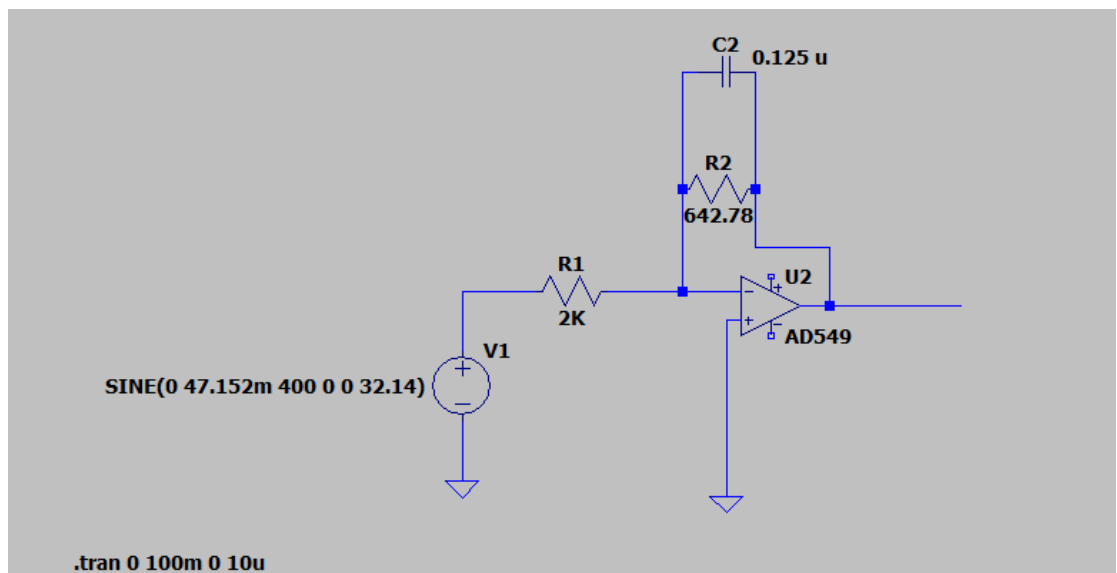 C2
0.125 u
R2
642.78
R1
2K
U2
AD549
V1
SINE(0 47.152m 400 0 0 32.14)
.tran 0 100m 0 10u